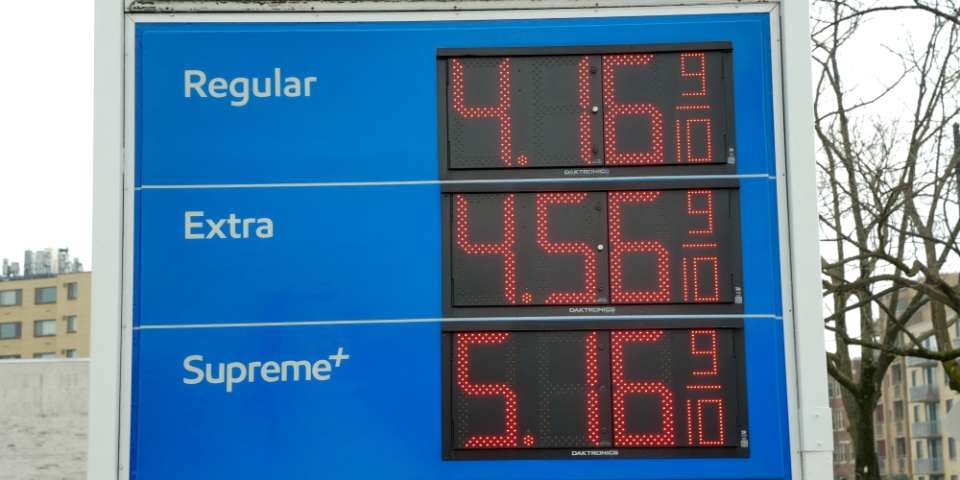 Regular 4.16 9/10
DAKTRONICS
Extra 4.56 9/10
DAKTRONICS
Supreme+ 5.16 9/10
DAKTRONICS